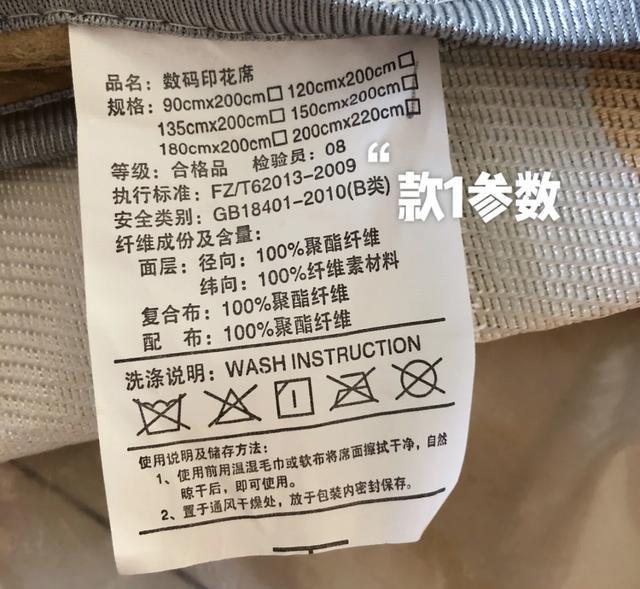 品名：数码印花席
规格：90cmx200cm□ 120cmx200cm□
135cmx200cm□ 150cmx200cm□
180cmx200cm□ 200cmx220cm□
等级：合格品 检验员：08
执行标准：FZ/T62013-2009
安全类别：GB18401-2010(B类)
纤维成份及含量：
面层：径向：100%聚酯纤维
纬向：100%纤维素材料
复合布：100%聚酯纤维
配 布：100%聚酯纤维
洗涤说明：WASH INSTRUCTION
使用说明及储存方法：
1、使用前用温湿毛巾或软布将席面擦拭干净，自然
晾干后，即可使用。
2、置于通风干燥处，放于包装内密封保存。
“款1参数